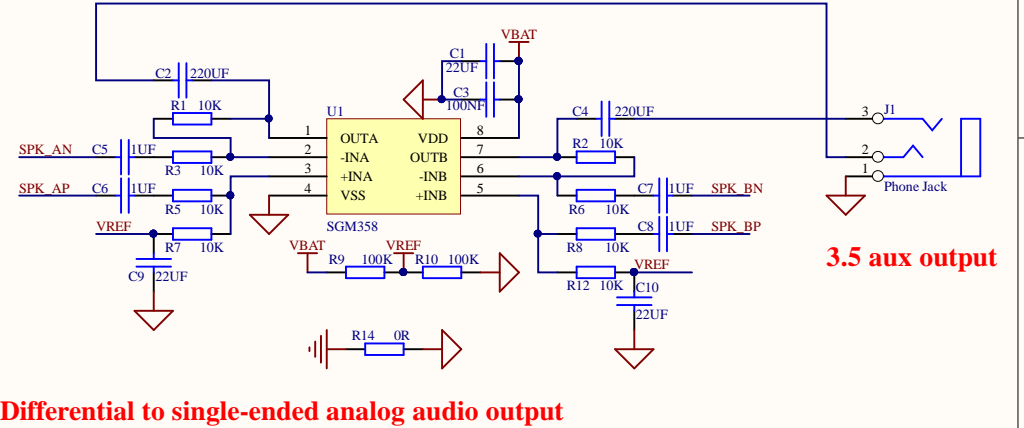 VBAT
C1
22UF
C2 220UF
C3
100NF
R1 10K
U1
C4 220UF
3 J1
1 OUTA VDD 8
R2 10K
SPK_AN C5 1UF
2 -INA OUTB 7
2
R3 10K
3 +INA -INB 6
1
SPK_AP C6 1UF
4 VSS +INB 5
C7 1UF SPK_BN
Phone Jack
R5 10K
R6 10K
VREF
SGM358
C8 1UF SPK_BP
R7 10K
VBAT VREF
R8 10K
R9 100K R10 100K
VREF
3.5 aux output
C9 22UF
R12 10K C10
22UF
R14 0R
Differential to single-ended analog audio output